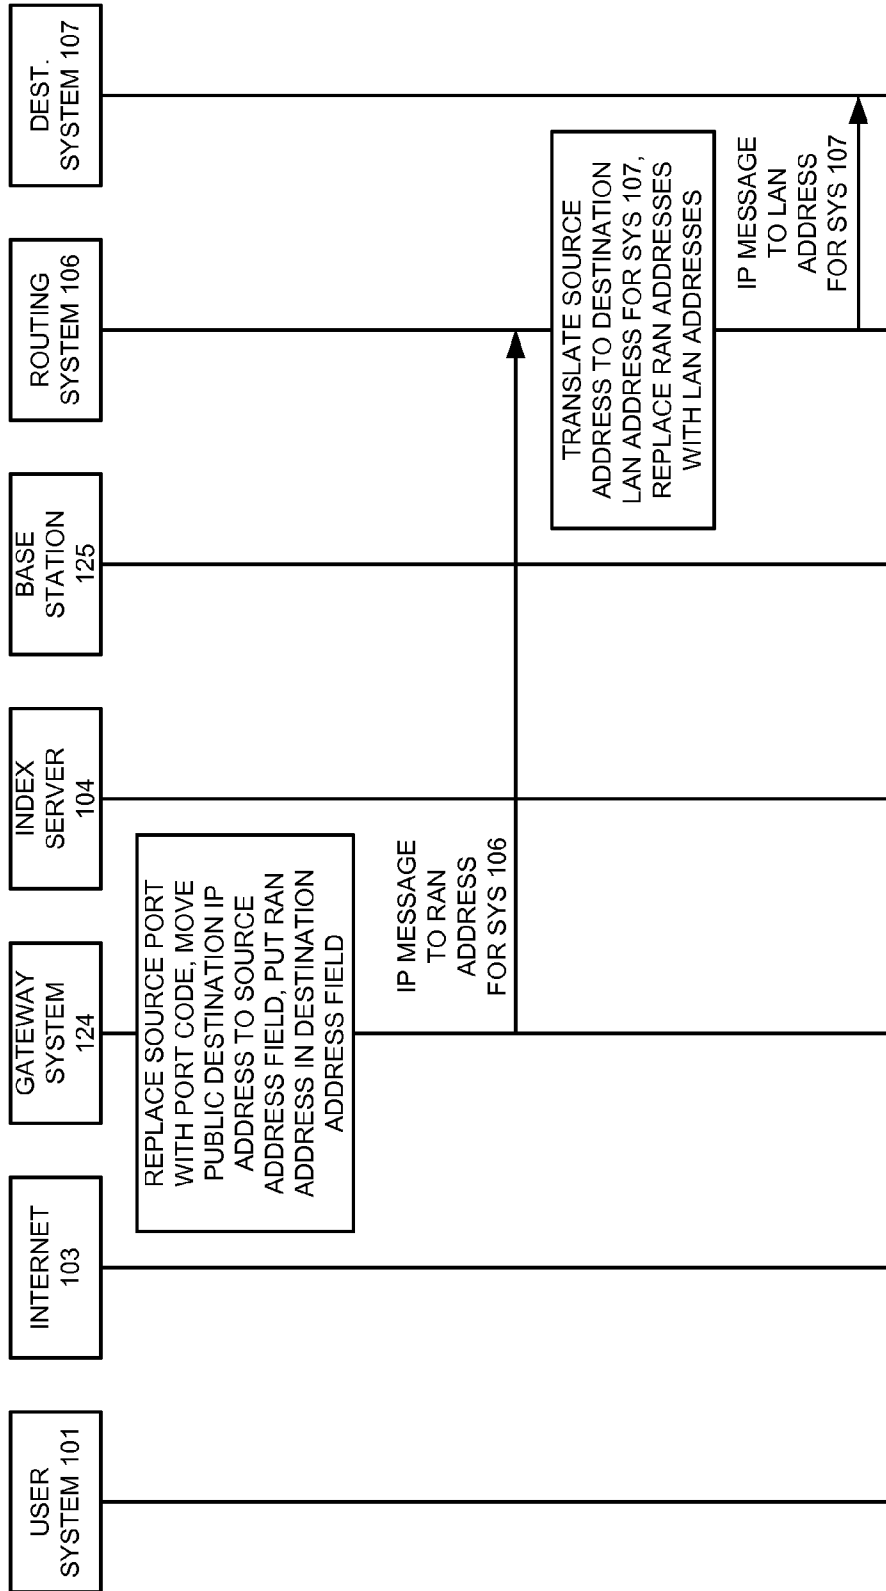 USER
SYSTEM 101
INTERNET
103
GATEWAY
SYSTEM
124
INDEX
SERVER
104
BASE
STATION
125
ROUTING
SYSTEM 106
DEST.
SYSTEM 107
REPLACE SOURCE PORT
WITH PORT CODE, MOVE
PUBLIC DESTINATION IP
ADDRESS TO SOURCE
ADDRESS FIELD, PUT RAN
ADDRESS IN DESTINATION
ADDRESS FIELD
IP MESSAGE
TO RAN
ADDRESS
FOR SYS 106
TRANSLATE SOURCE
ADDRESS TO DESTINATION
LAN ADDRESS FOR SYS 107,
REPLACE RAN ADDRESSES
WITH LAN ADDRESSES
IP MESSAGE
TO LAN
ADDRESS
FOR SYS 107